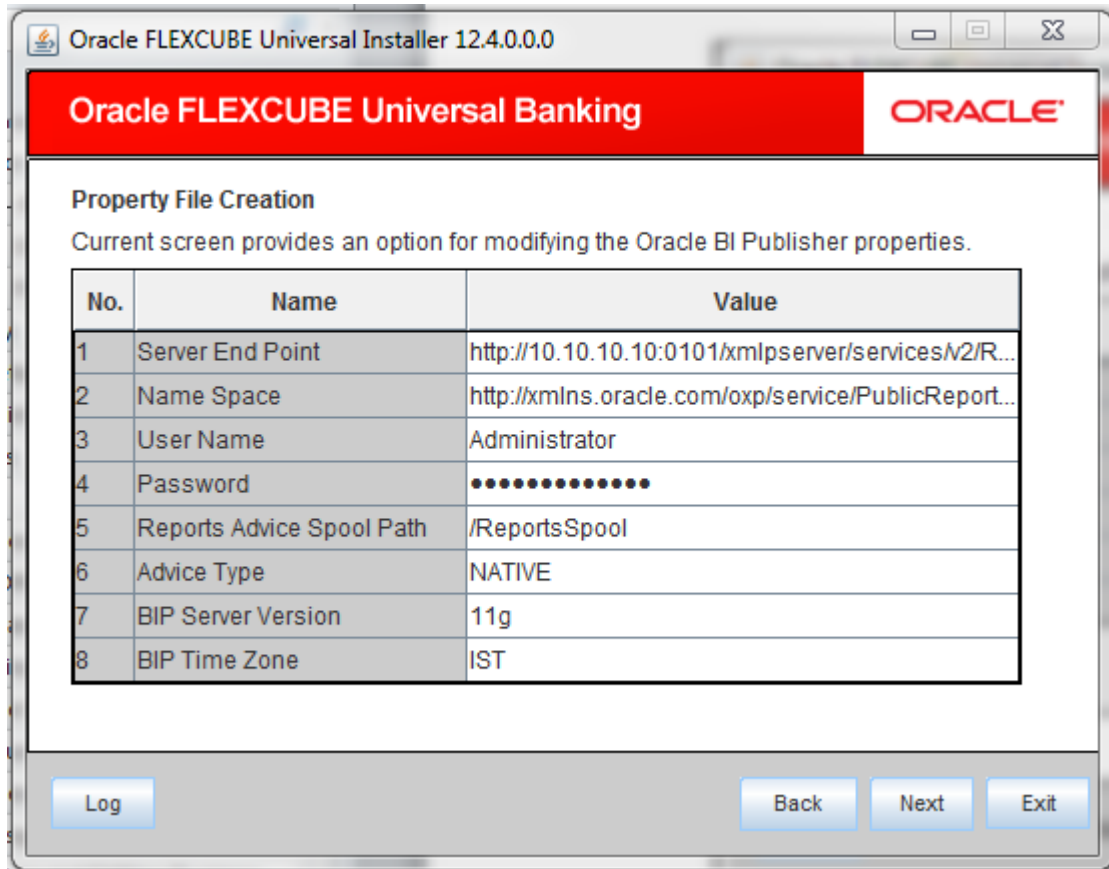 Oracle FLEXCUBE Universal Installer 12.4.0.0.0
Oracle FLEXCUBE Universal Banking
ORACLE
Property File Creation
Current screen provides an option for modifying the Oracle BI Publisher properties.
No. Name Value
1 Server End Point http://10.10.10.10:0101/xmlpserver/services/v2/R...
2 Name Space http://xmlns.oracle.com/oxp/service/PublicReport...
3 User Name Administrator
4 Password ●●●●●●●●●●●●●
5 Reports Advice Spool Path /ReportsSpool
6 Advice Type NATIVE
7 BIP Server Version 11g
8 BIP Time Zone IST
Log Back Next Exit